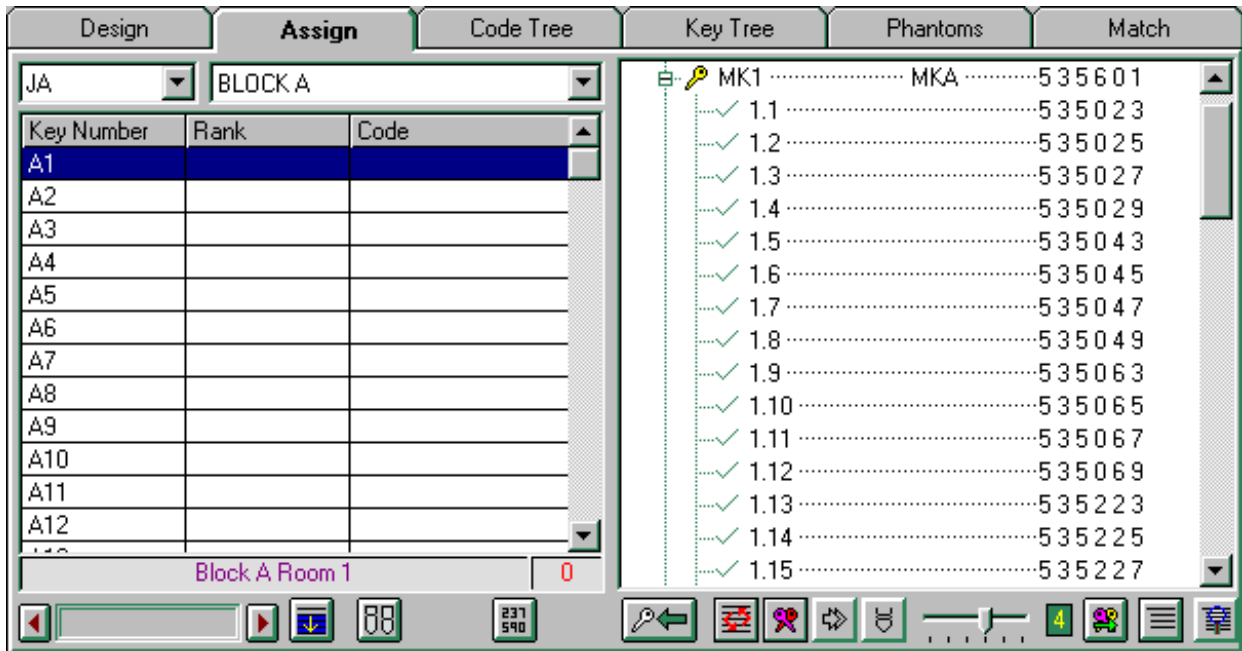 Design Assign Code Tree Key Tree Phantoms Match
JA BLOCK A
Key Number Rank Code
A1
A2
A3
A4
A5
A6
A7
A8
A9
A10
A11
A12
Block A Room 1 0
MK1 MKA 535601
1.1 535023
1.2 535025
1.3 535027
1.4 535029
1.5 535043
1.6 535045
1.7 535047
1.8 535049
1.9 535063
1.10 535065
1.11 535067
1.12 535069
1.13 535223
1.14 535225
1.15 535227
237
590
4